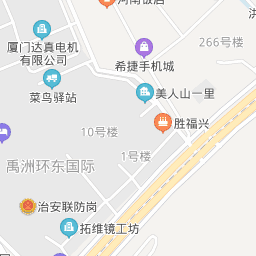 河南饭店
厦门达真电机
有限公司
266号楼
希捷手机城
菜鸟驿站
美人山一里
胜福兴
10号楼
1号楼
禹洲环东国际
治安联防岗
拓维镜工坊